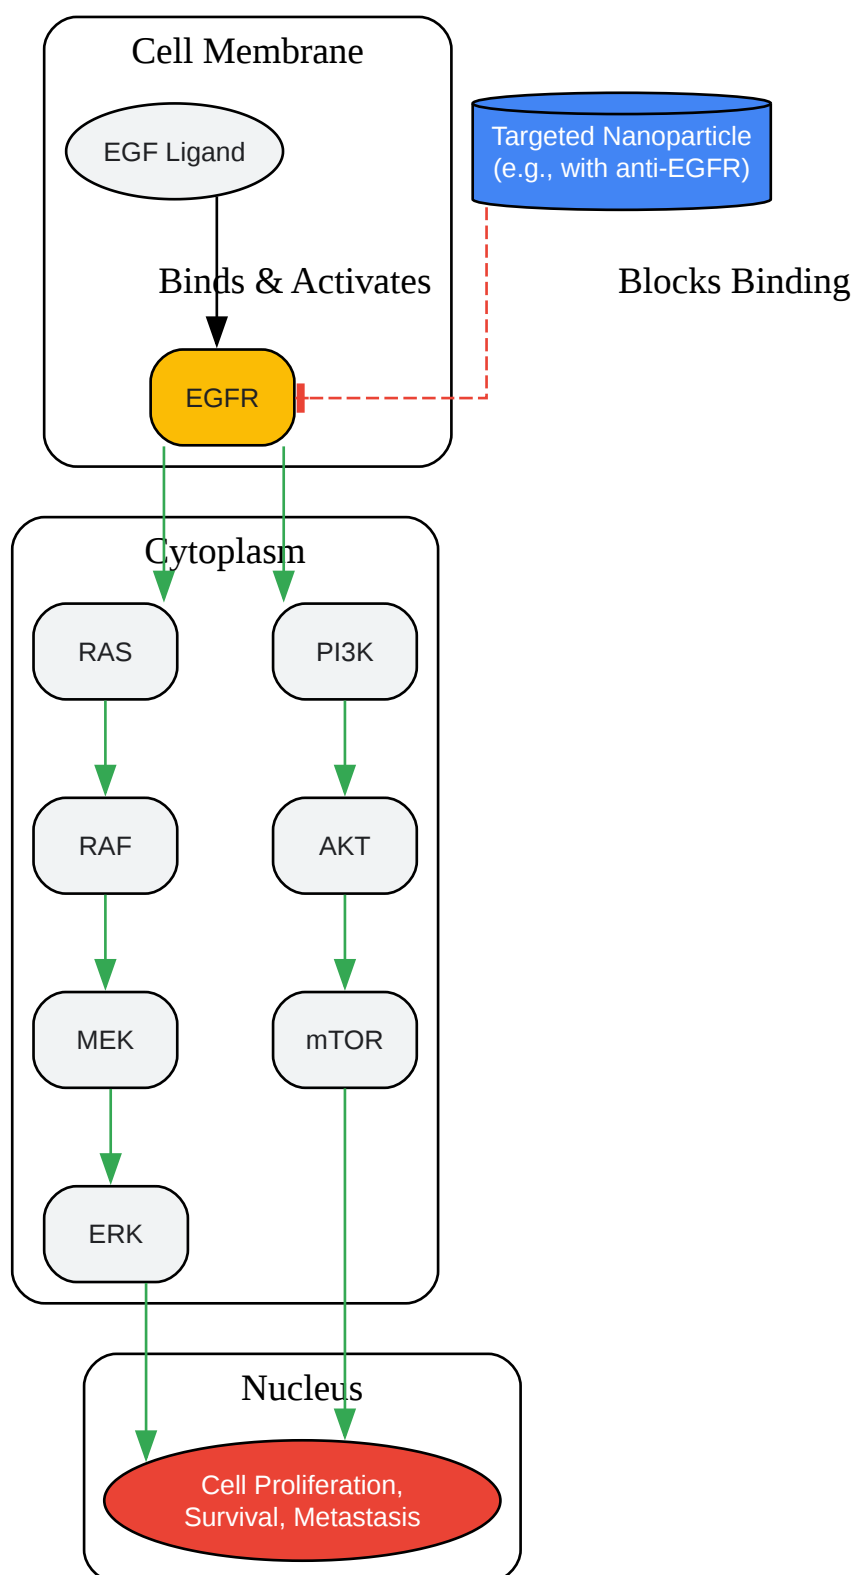 Cell Membrane
EGF Ligand
Targeted Nanoparticle
(e.g., with anti-EGFR)
Binds & Activates
Blocks Binding
EGFR
Cytoplasm
RAS
PI3K
RAF
AKT
MEK
mTOR
ERK
Nucleus
Cell Proliferation,
Survival, Metastasis